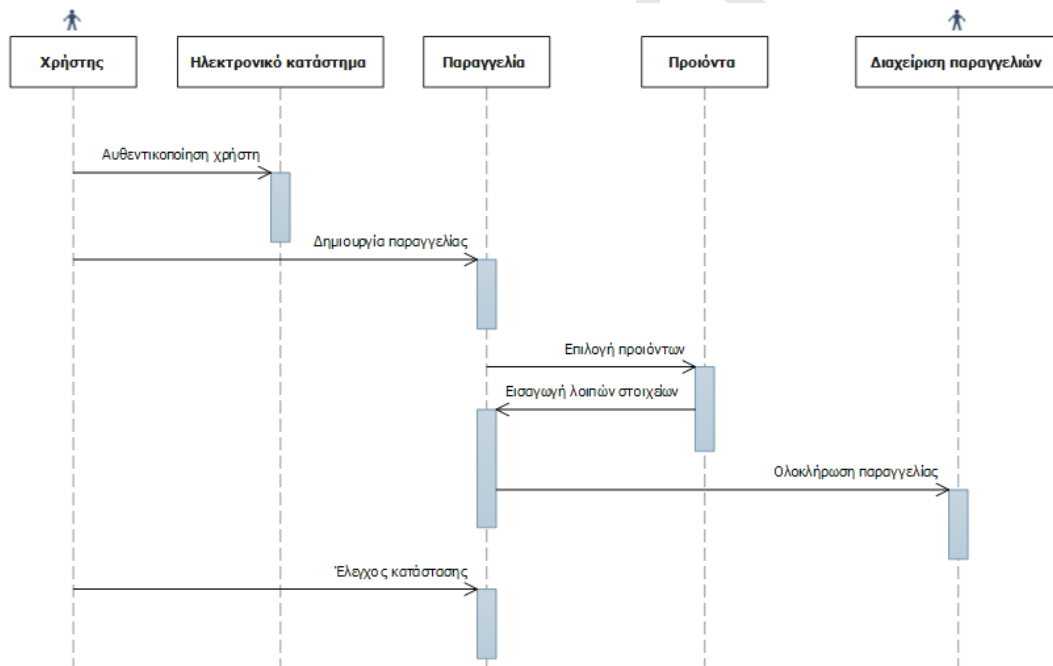 Χρήστης
Ηλεκτρονικό κατάστημα
Παραγγελία
Προιόντα
Διαχείριση παραγγελιών
Αυθεντικοποίηση χρήστη
Δημιουργία παραγγελίας
Επιλογή προιόντων
Εισαγωγή λοιπών στοιχείων
Ολοκλήρωση παραγγελίας
Έλεγχος κατάστασης